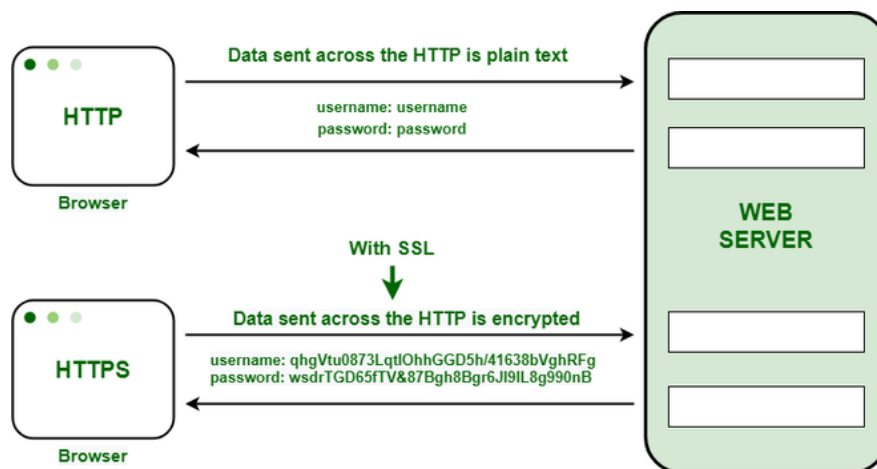 Data sent across the HTTP is plain text
HTTP
username: username
password: password
Browser
WEB
SERVER
With SSL
Data sent across the HTTP is encrypted
HTTPS
username: qhgVtu0873LqtIOhhGGD5h/41638bVghRFg
password: wsdrTGD65fTV&87Bgh8Bgr6JI9IL8g990nB
Browser